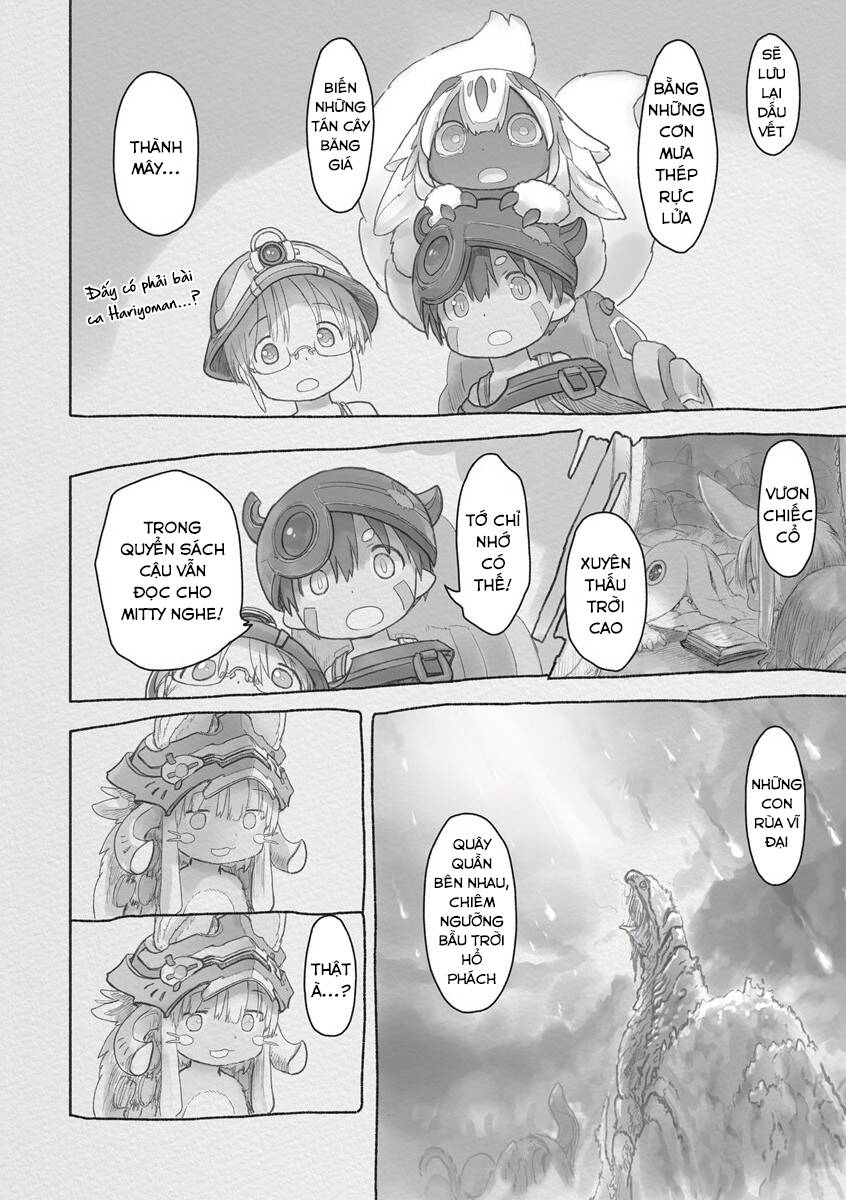 SẼ
LƯU
LẠI
DẤU
VẾT
BẰNG
NHỮNG
CƠN
MƯA
THÉP
RỰC
LỬA
BIẾN
NHỮNG
TÁN CÂY
BĂNG
GIÁ
THÀNH
MÂY...
Đấy có phải bài
ca Hariyoman...?
VƯƠN
CHIẾC
CỔ
XUYÊN
THẤU
TRỜI
CAO
TỚ CHỈ
NHỚ
CÓ
THẾ!
TRONG
QUYỂN SÁCH
CẬU VẪN
ĐỌC CHO
MITTY NGHE!
NHỮNG
CON
RÙA VĨ
ĐẠI
QUÂY
QUẦN
BÊN NHAU,
CHIÊM
NGƯỠNG
BẦU TRỜI
HỔ
PHÁCH
THẬT
À...?